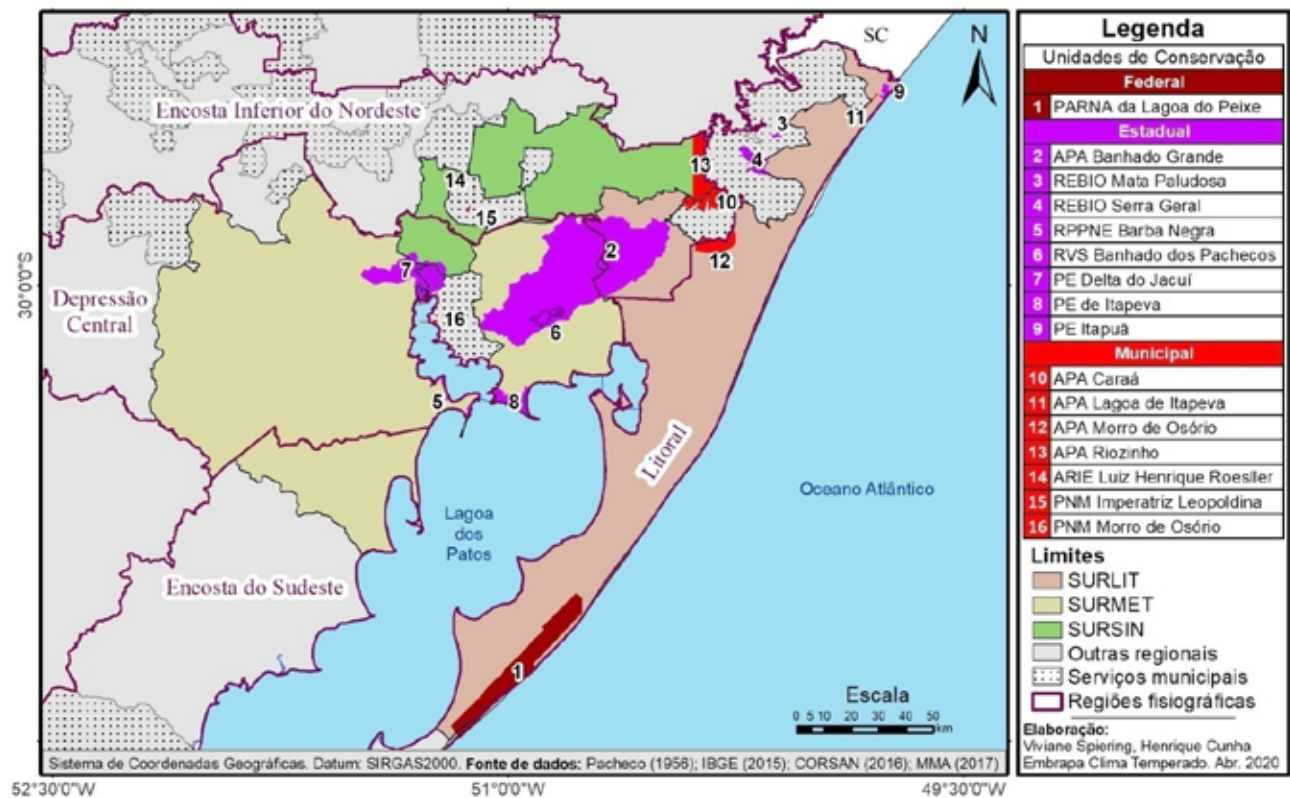 SC
N
9
Encosta Inferior do Nordeste
11
3
13
4
14
10
15
2
12
7
30°0'0"S
Depressão
Central
16
6
5
8
Litoral
Oceano Atlântico
Lagoa
dos
Patos
Encosta do Sudeste
1
Escala
0 5 10 20 30 40 50
km
Sistema de Coordenadas Geográficas. Datum: SIRGAS2000. Fonte de dados: Pacheco (1956); IBGE (2015); CORSAN (2016); MMA (2017)
52°30'0"W
51°0'0"W
49°30'0"W
Legenda
Unidades de Conservação
Federal
1 PARNA da Lagoa do Peixe
Estadual
2 APA Banhado Grande
3 REBIO Mata Paludosa
4 REBIO Serra Geral
5 RPPNE Barba Negra
6 RVS Banhado dos Pachecos
7 PE Delta do Jacuí
8 PE de Itapeva
9 PE Itapuã
Municipal
10 APA Caraá
11 APA Lagoa de Itapeva
12 APA Morro de Osório
13 APA Riozinho
14 ARIE Luiz Henrique Roesller
15 PNM Imperatriz Leopoldina
16 PNM Morro de Osório
Limites
SURLIT
SURMET
SURSIN
Outras regionais
Serviços municipais
Regiões fisiográficas
Elaboração:
Viviane Spiering, Henrique Cunha
Embrapa Clima Temperado. Abr. 2020